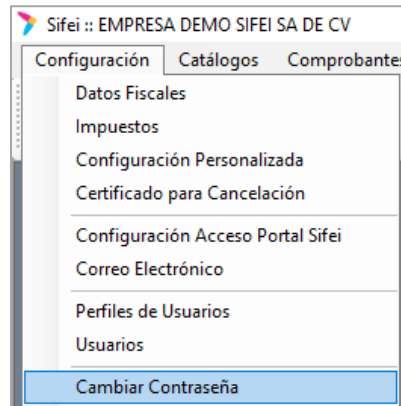 Sifei :: EMPRESA DEMO SIFEI SA DE CV
Configuración Catálogos Comprobantes
Datos Fiscales
Impuestos
Configuración Personalizada
Certificado para Cancelación
Configuración Acceso Portal Sifei
Correo Electrónico
Perfiles de Usuarios
Usuarios
Cambiar Contraseña